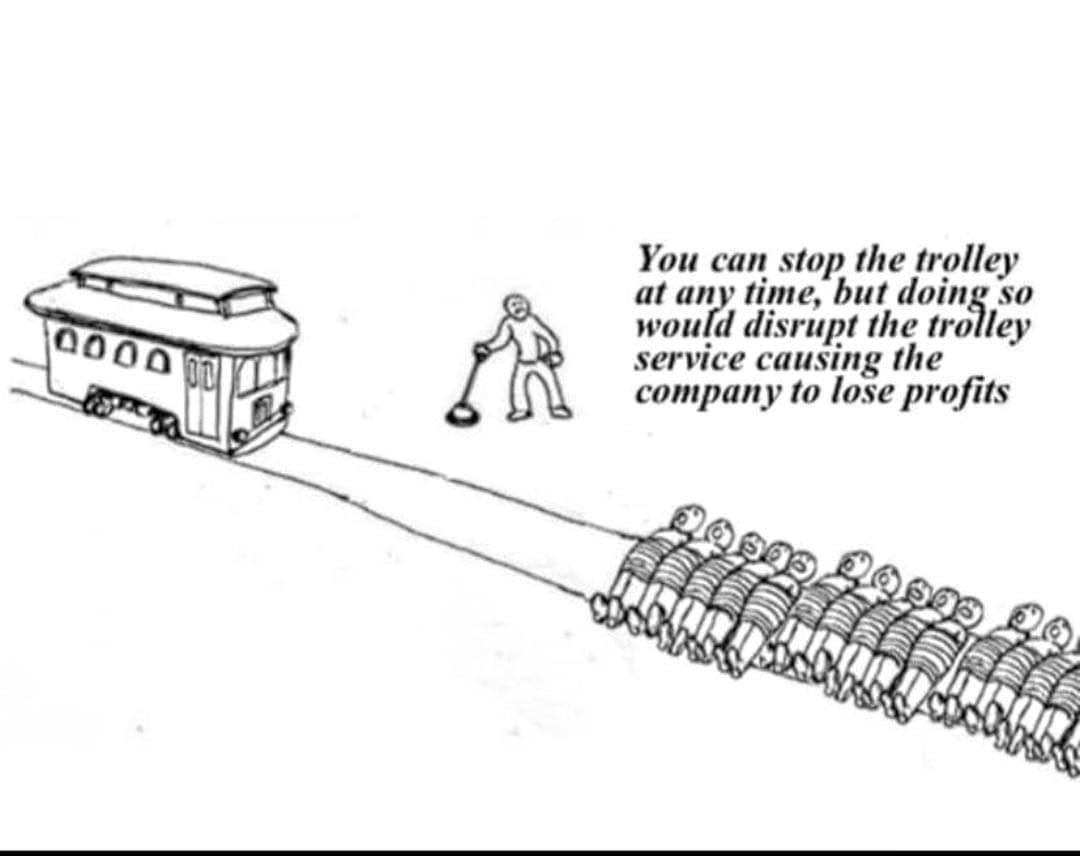 You can stop the trolley
at any time, but doing so
would disrupt the trolley
service causing the
company to lose profits